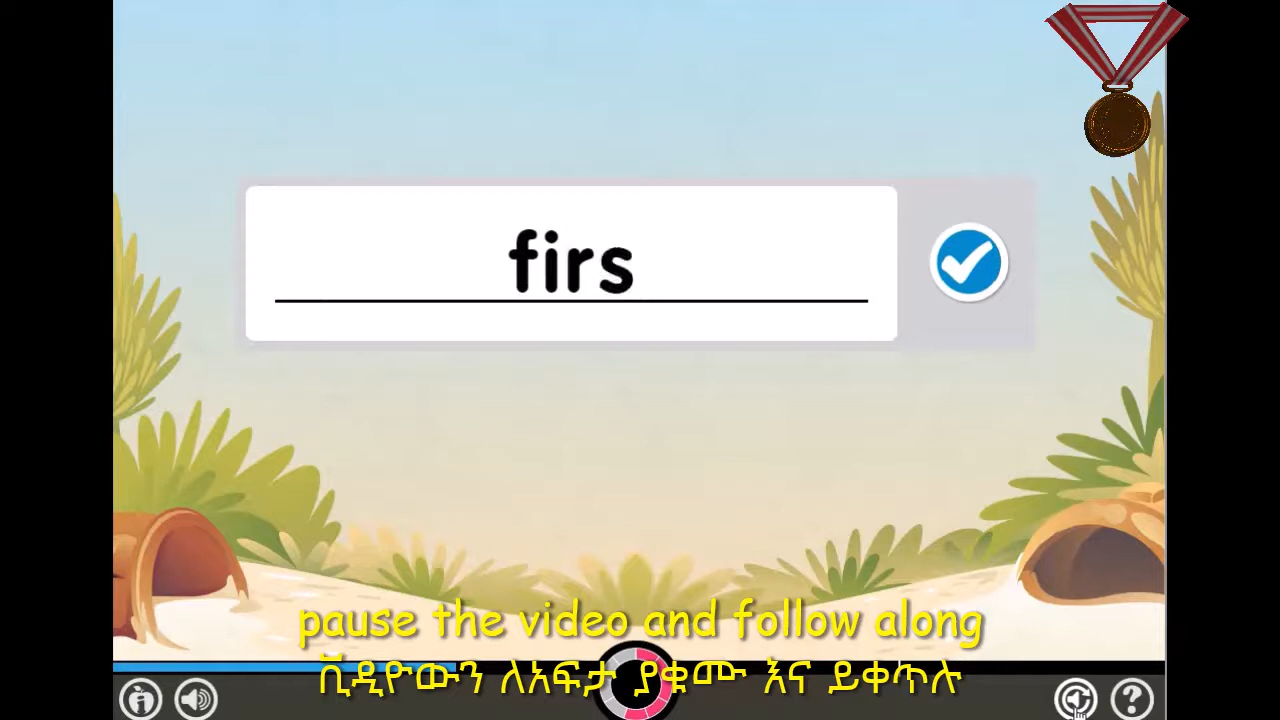 firs
pause the video and follow along
ቪዲዮውን ለአፍታ ያቁሙ እና ይቀጥሉ